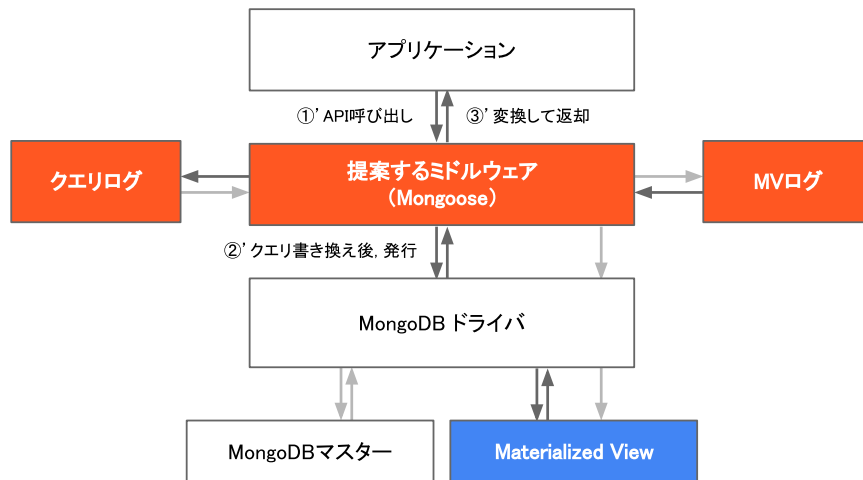 アプリケーション
①’ API呼び出し
③’ 変換して返却
クエリログ
提案するミドルウェア
（Mongoose）
MVログ
②’ クエリ書き換え後, 発行
MongoDB ドライバ
MongoDBマスター
Materialized View